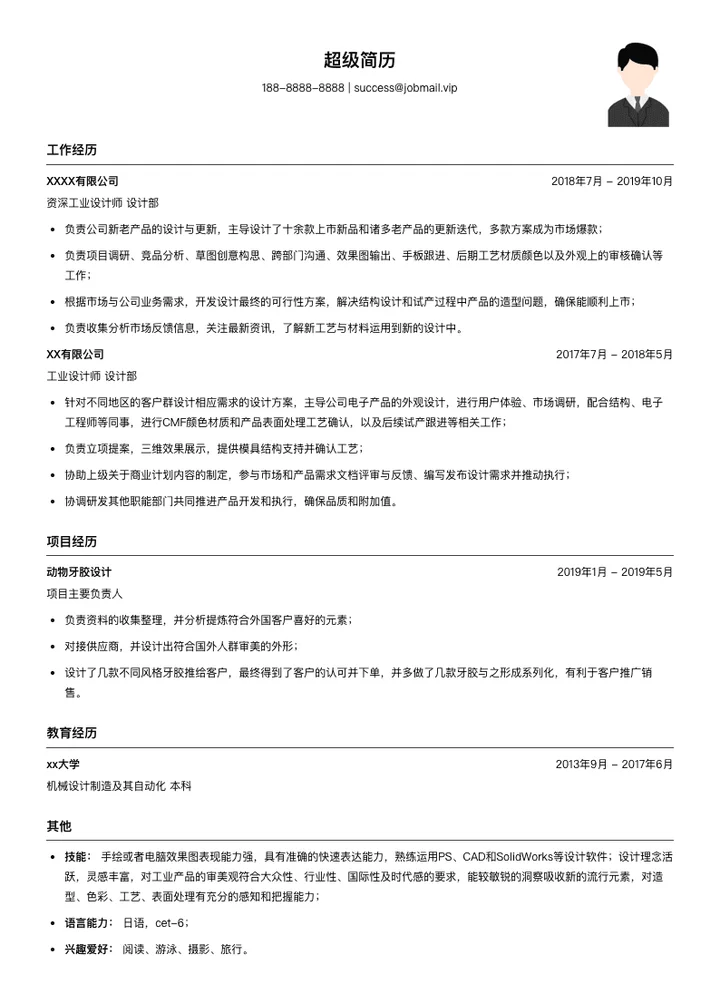 超级简历
188-8888-8888 | success@jobmail.vip
工作经历
XXXX有限公司 2018年7月 – 2019年10月
资深工业设计师 设计部
• 负责公司新老产品的设计与更新，主导设计了十余款上市新品和诸多老产品的更新迭代，多款方案成为市场爆款；
• 负责项目调研、竞品分析、草图创意构思、跨部门沟通、效果图输出、手板跟进、后期工艺材质颜色以及外观上的审核确认等
工作；
• 根据市场与公司业务需求，开发设计最终的可行性方案，解决结构设计和试产过程中产品的造型问题，确保能顺利上市；
• 负责收集分析市场反馈信息，关注最新资讯，了解新工艺与材料运用到新的设计中。
XX有限公司 2017年7月 – 2018年5月
工业设计师 设计部
• 针对不同地区的客户群设计相应需求的设计方案，主导公司电子产品的外观设计，进行用户体验、市场调研，配合结构、电子
工程师等同事，进行CMF颜色材质和产品表面处理工艺确认，以及后续试产跟进等相关工作；
• 负责立项提案，三维效果展示，提供模具结构支持并确认工艺；
• 协助上级关于商业计划内容的制定，参与市场和产品需求文档评审与反馈、编写发布设计需求并推动执行；
• 协调研发其他职能部门共同推进产品开发和执行，确保品质和附加值。
项目经历
动物牙胶设计 2019年1月 – 2019年5月
项目主要负责人
• 负责资料的收集整理，并分析提炼符合外国客户喜好的元素；
• 对接供应商，并设计出符合国外人群审美的外形；
• 设计了几款不同风格牙胶推给客户，最终得到了客户的认可并下单，并多做了几款牙胶与之形成系列化，有利于客户推广销
售。
教育经历
xx大学 2013年9月 – 2017年6月
机械设计制造及其自动化 本科
其他
• 技能： 手绘或者电脑效果图表现能力强，具有准确的快速表达能力，熟练运用PS、CAD和SolidWorks等设计软件；设计理念活
跃，灵感丰富，对工业产品的审美观符合大众性、行业性、国际性及时代感的要求，能较敏锐的洞察吸收新的流行元素，对造
型、色彩、工艺、表面处理有充分的感知和把握能力；
• 语言能力： 日语，cet-6；
• 兴趣爱好： 阅读、游泳、摄影、旅行。